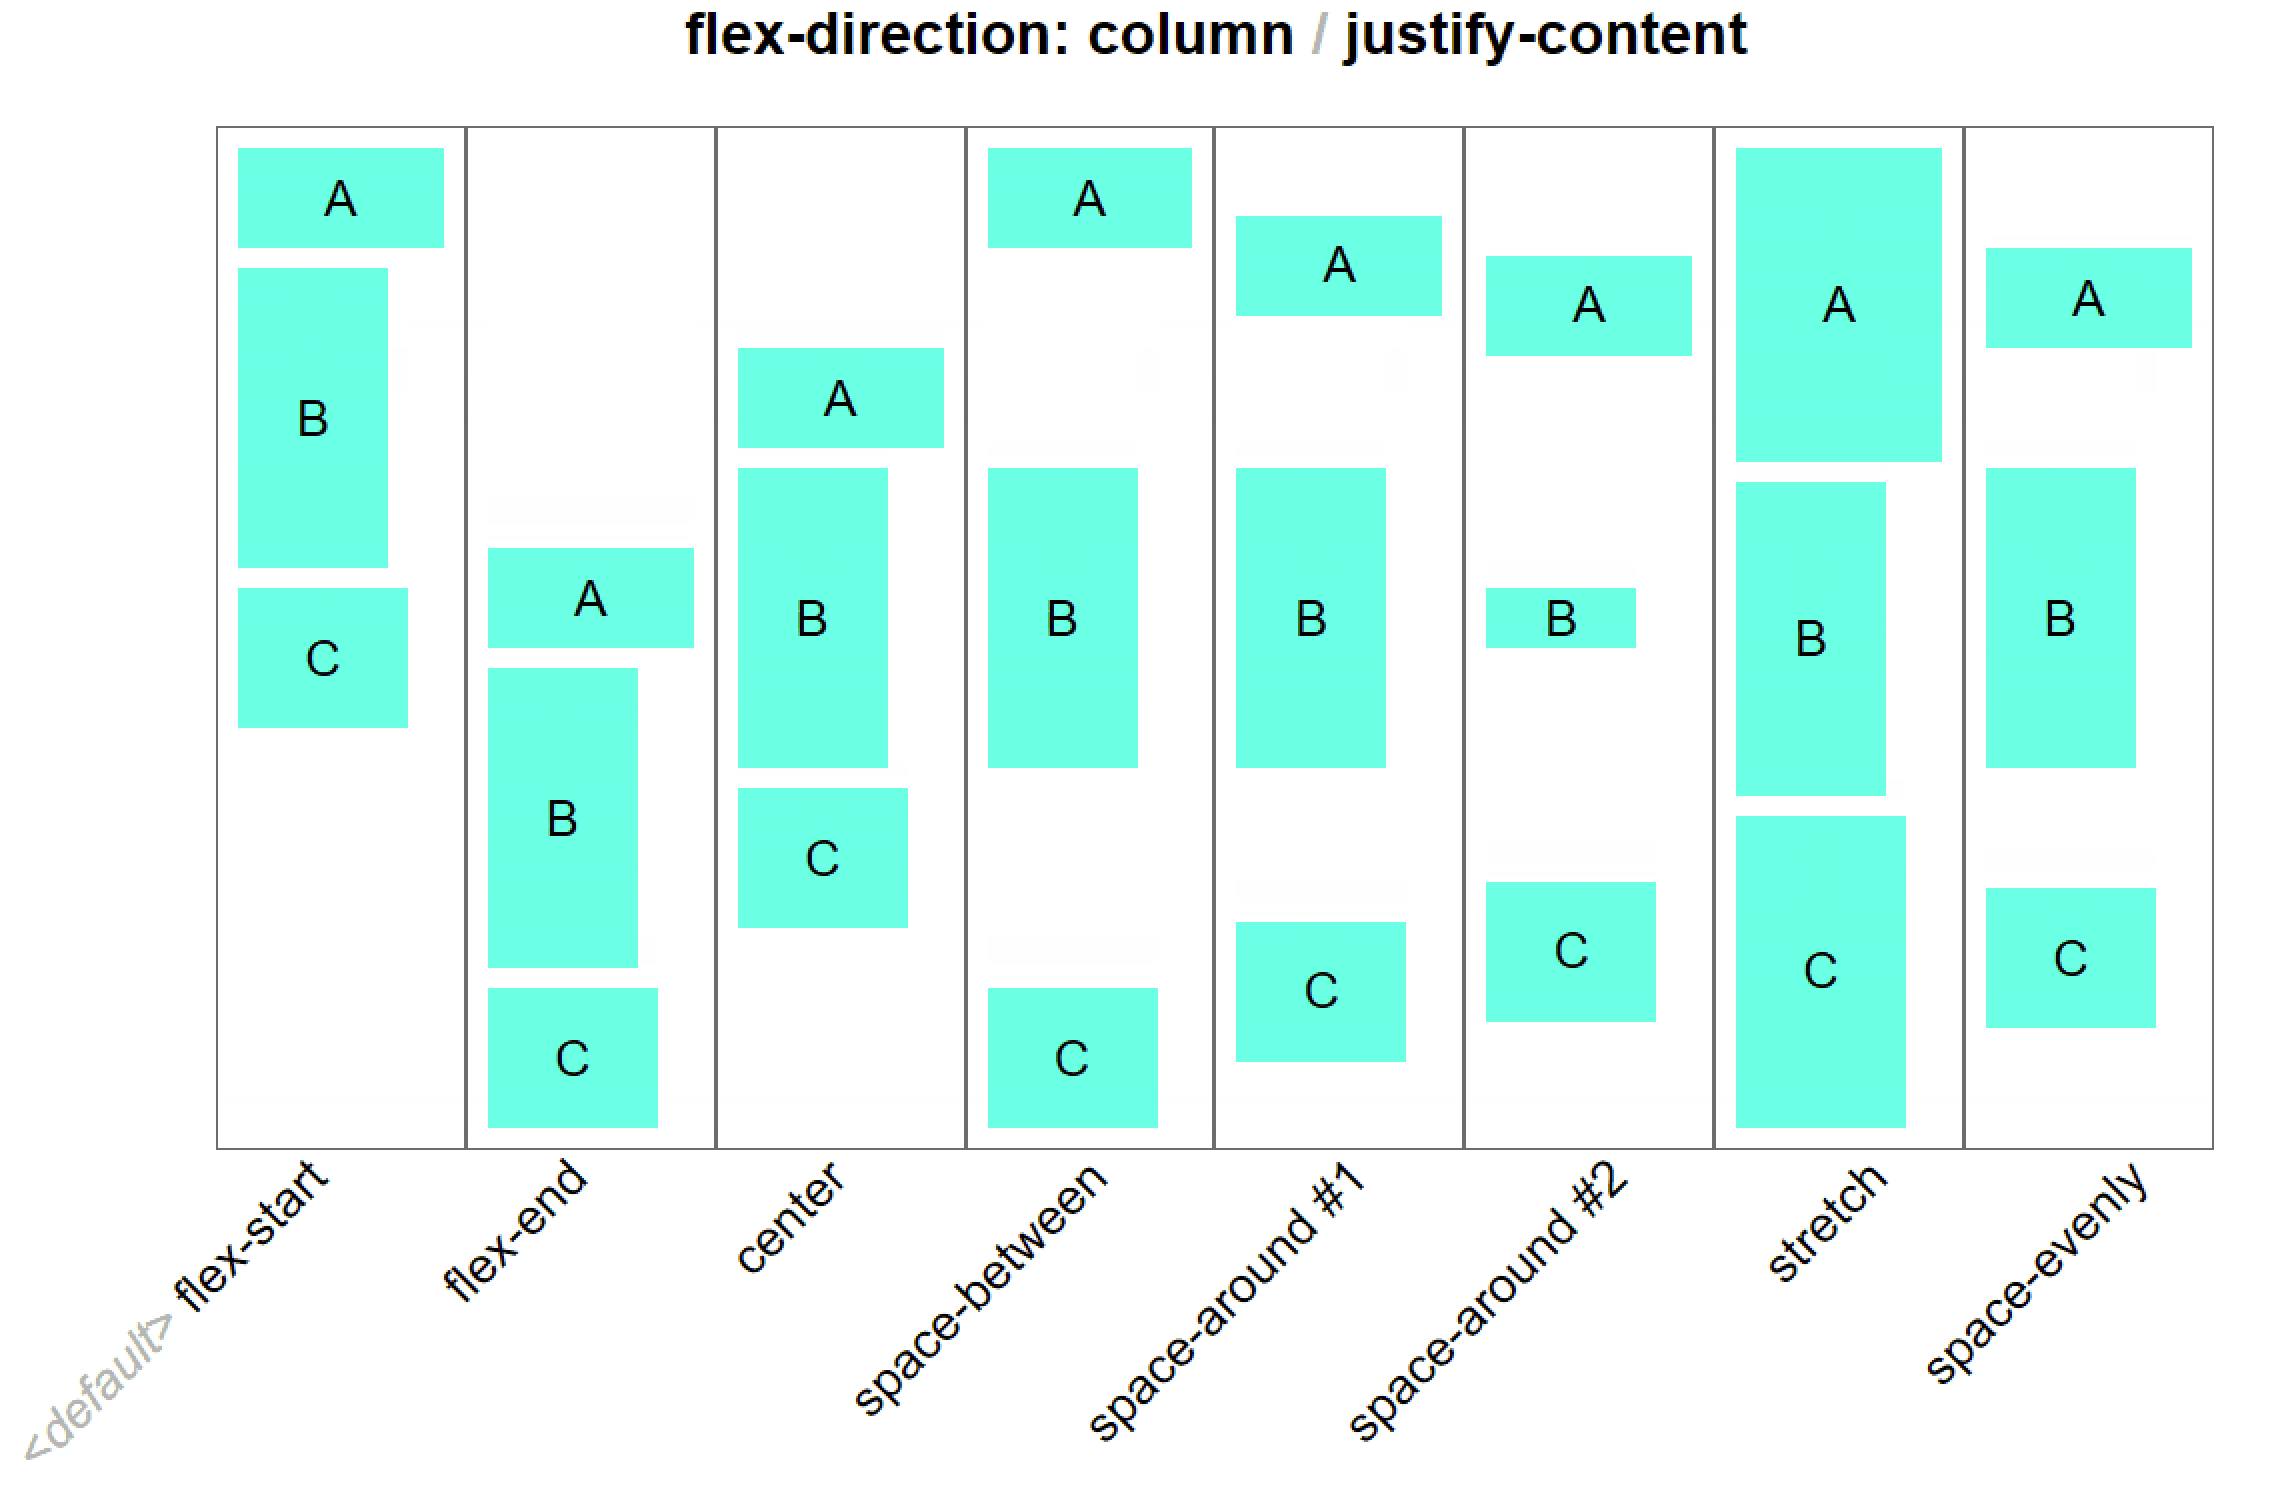 flex-direction: column / justify-content
A
B
C
A
B
C
A
B
C
A
B
C
A
B
C
A
B
C
A
B
C
A
B
C
<default> flex-start
flex-end
center
space-between
space-around #1
space-around #2
stretch
space-evenly